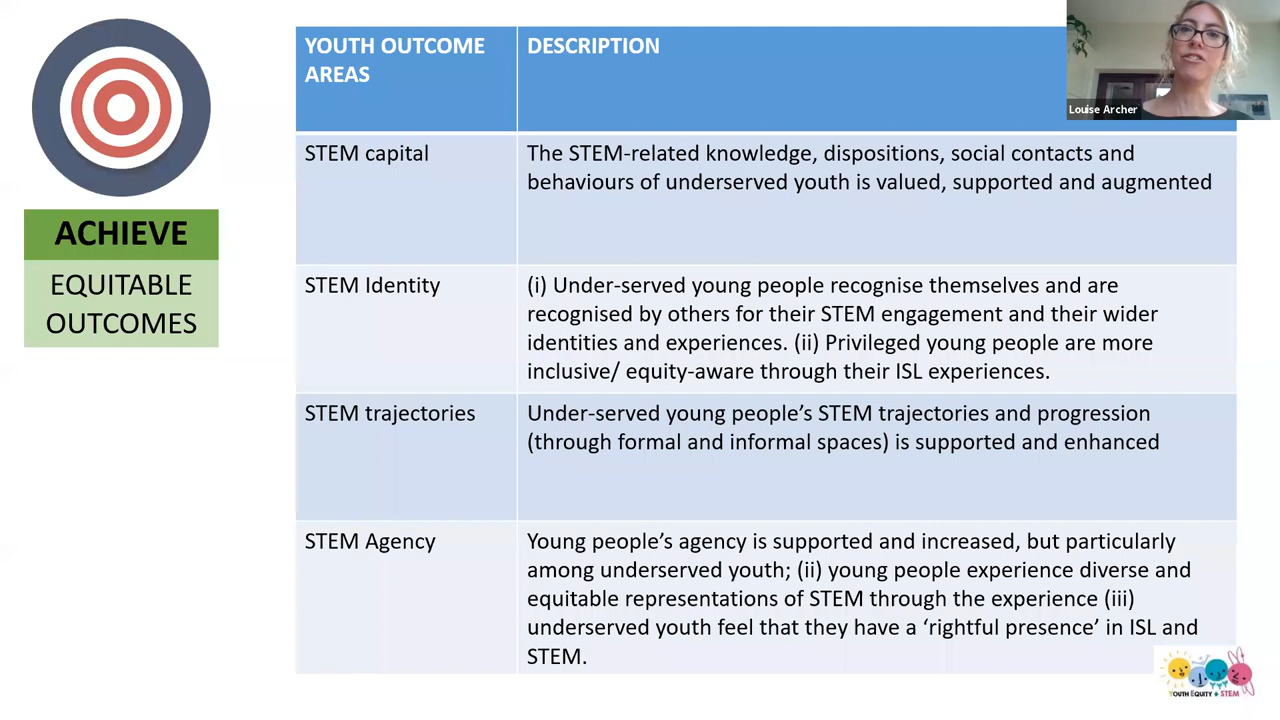 YOUTH OUTCOME
AREAS
DESCRIPTION
Louise Archer
STEM capital
The STEM-related knowledge, dispositions, social contacts and
behaviours of underserved youth is valued, supported and augmented
ACHIEVE
EQUITABLE
OUTCOMES
STEM Identity
(i) Under-served young people recognise themselves and are
recognised by others for their STEM engagement and their wider
identities and experiences. (ii) Privileged young people are more
inclusive/ equity-aware through their ISL experiences.
STEM trajectories
Under-served young people’s STEM trajectories and progression
(through formal and informal spaces) is supported and enhanced
STEM Agency
Young people’s agency is supported and increased, but particularly
among underserved youth; (ii) young people experience diverse and
equitable representations of STEM through the experience (iii)
underserved youth feel that they have a ‘rightful presence’ in ISL and
STEM.
YOUTH EQUITY + STEM